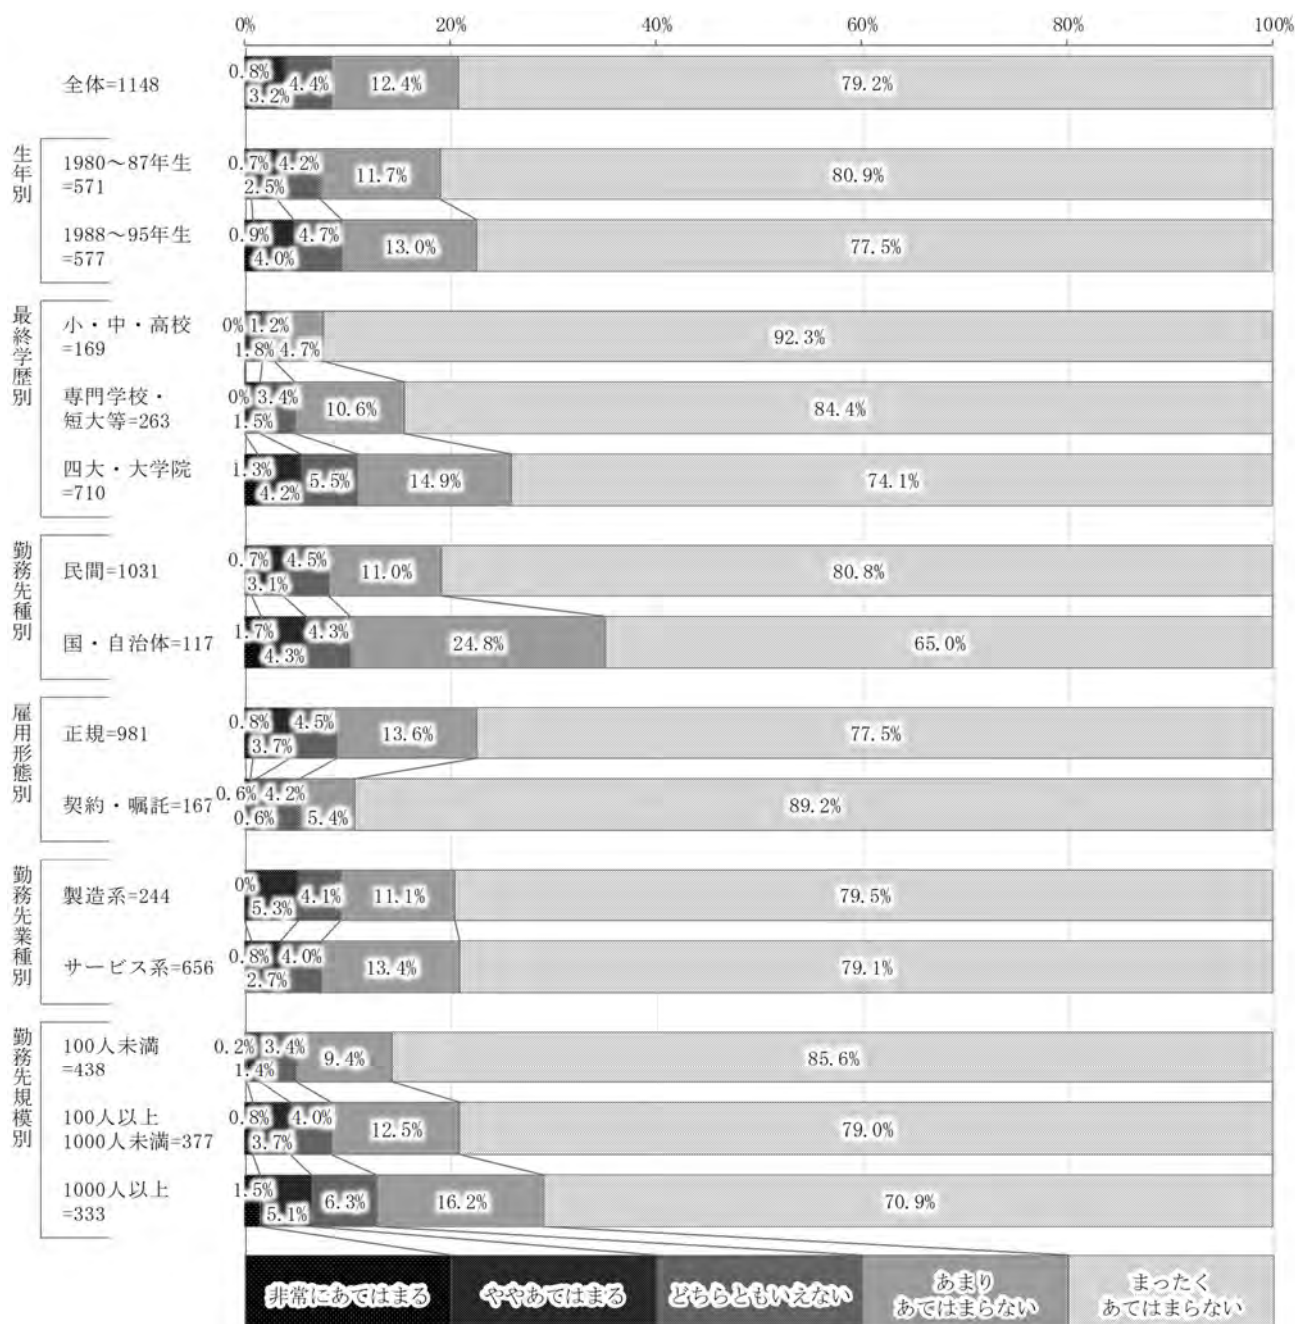 0% 20% 40% 60% 80% 100%
全体=1148
0.8% 4.4% 12.4% 79.2%
3.2%
生年別
1980～87年生
=571
0.7% 4.2% 11.7% 80.9%
2.5%
1988～95年生
=577
0.9% 4.7% 13.0% 77.5%
4.0%
最終学歴別
小・中・高校
=169
0% 1.2% 92.3%
1.8% 4.7%
専門学校・
短大等=263
0% 3.4% 10.6% 84.4%
1.5%
四大・大学院
=710
1.3% 5.5% 14.9% 74.1%
4.2%
勤務先種別
民間=1031
0.7% 4.5% 11.0% 80.8%
3.1%
国・自治体=117
1.7% 4.3% 24.8% 65.0%
4.3%
雇用形態別
正規=981
0.8% 4.5% 13.6% 77.5%
3.7%
契約・嘱託=167
0.6% 4.2% 89.2%
0.6% 5.4%
勤務先業種別
製造系=244
0% 4.1% 11.1% 79.5%
5.3%
サービス系=656
0.8% 4.0% 13.4% 79.1%
2.7%
勤務先規模別
100人未満
=438
0.2% 3.4% 9.4% 85.6%
1.4%
100人以上
1000人未満=377
0.8% 4.0% 12.5% 79.0%
3.7%
1000人以上
=333
1.5% 6.3% 16.2% 70.9%
5.1%
非常にあてはまる
ややあてはまる
どちらともいえない
あまり
あてはまらない
まったく
あてはまらない